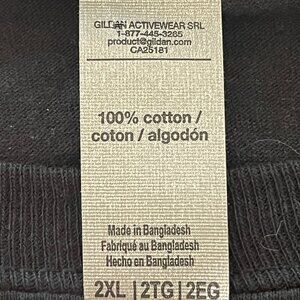 GILDAN ACTIVEWEAR SRL
1-877-445-3265
product@gildan.com
CA25181
100% cotton /
coton / algodón
Made in Bangladesh
Fabriqué au Bangladesh
Hecho en Bangladesh
2XL | 2TG | 2EG